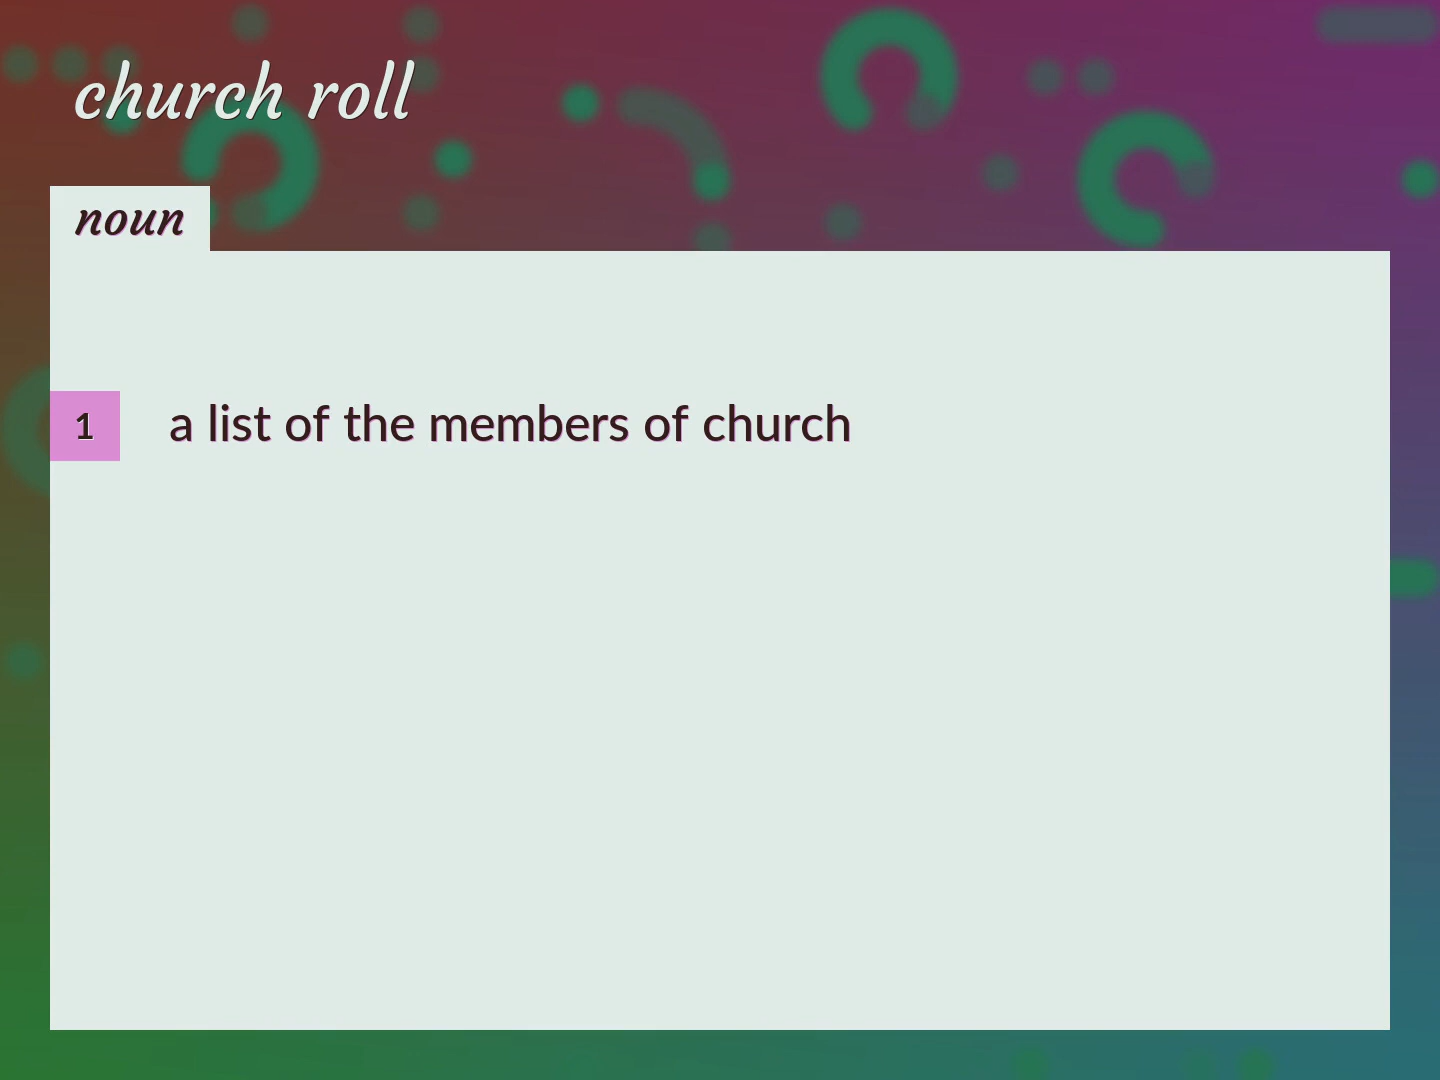 church roll
noun
1 a list of the members of church